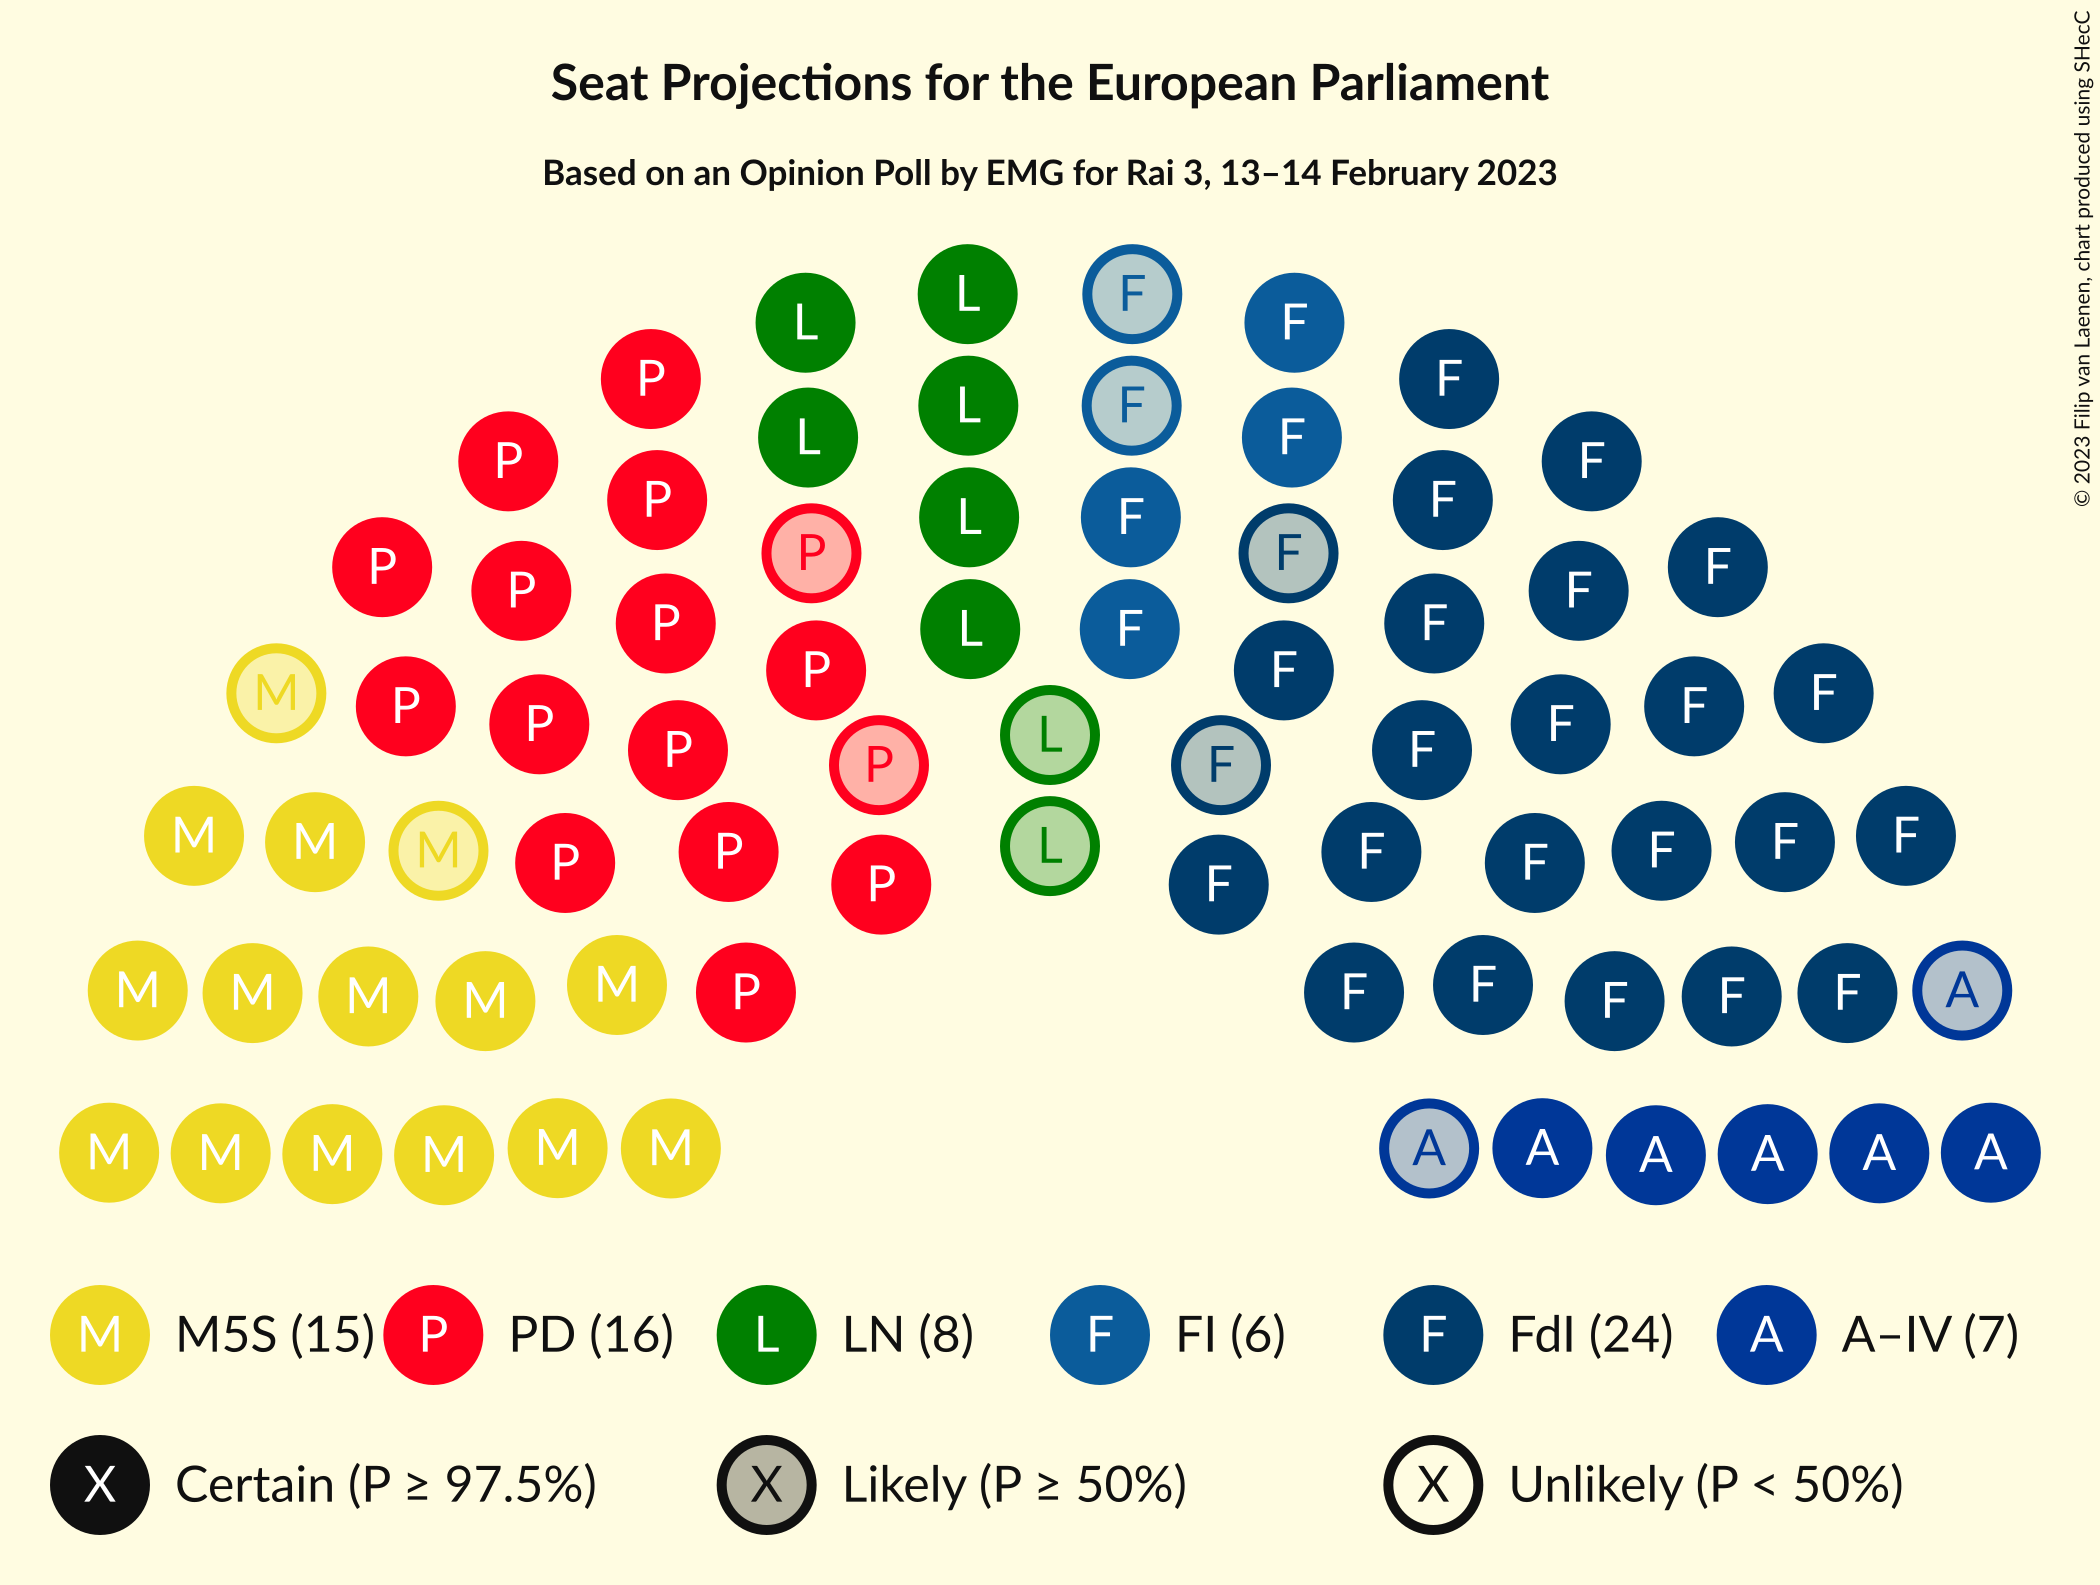 Seat Projections for the European Parliament
Based on an Opinion Poll by EMG for Rai 3, 13–14 February 2023
© 2023 Filip van Laenen, chart produced using SHecC
L L F F
P L L F F F
P P P L F F F F
P P P P L F F F F F
M P P P P L F F F F F
M M M P P P L F F F F F F
M M M M M P F F F F F A
M M M M M M A A A A A A
M M5S (15) P PD (16) L LN (8) F FI (6) F FdI (24) A A–IV (7)
X Certain (P ≥ 97.5%) X Likely (P ≥ 50%) X Unlikely (P < 50%)